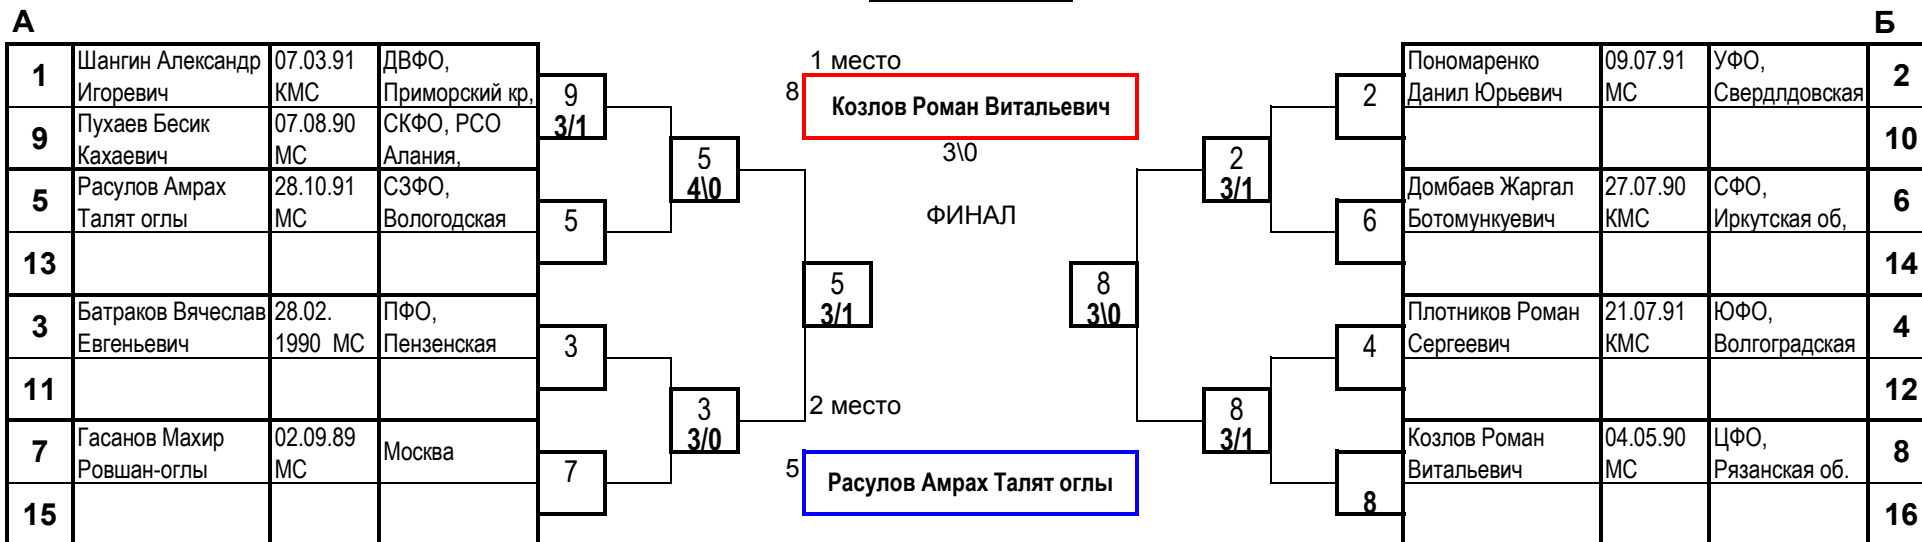 А
Б
1
Шангин Александр
Игоревич
07.03.91
КМС
ДВФО,
Приморский кр,
9
Пухаев Бесик
Кахаевич
07.08.90
МС
СКФО, РСО
Алания,
5
Расулов Амрах
Талят оглы
28.10.91
МС
СЗФО,
Вологодская
13
3
Батраков Вячеслав
Евгеньевич
28.02.
1990 МС
ПФО,
Пензенская
11
7
Гасанов Махир
Ровшан-оглы
02.09.89
МС
Москва
15
9
3/1
5
3
7
5
4\0
3
3/0
5
3/1
1 место
8
Козлов Роман Витальевич
3\0
ФИНАЛ
2 место
5
Расулов Амрах Талят оглы
8
3\0
2
3/1
8
3/1
2
6
4
8
Пономаренко
Данил Юрьевич
09.07.91
МС
УФО,
Свердлдовская
2
10
Домбаев Жаргал
Ботомункуевич
27.07.90
КМС
СФО,
Иркутская об,
6
14
Плотников Роман
Сергеевич
21.07.91
КМС
ЮФО,
Волгоградская
4
12
Козлов Роман
Витальевич
04.05.90
МС
ЦФО,
Рязанская об.
8
16